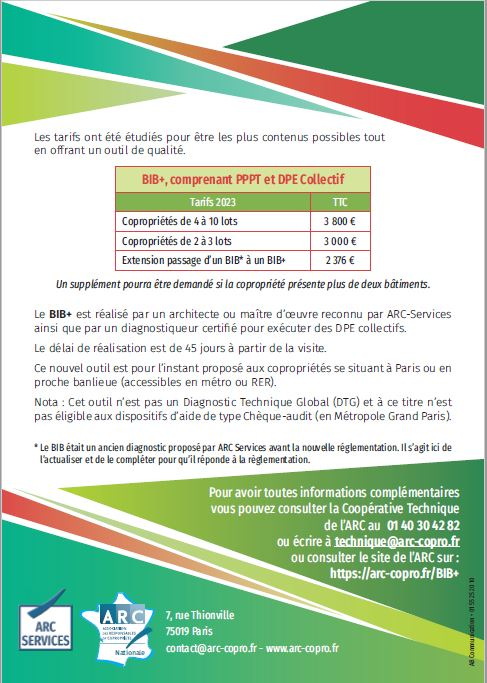 Les tarifs ont été étudiés pour être les plus contenus possibles tout
en offrant un outil de qualité.
BIB+, comprenant PPPT et DPE Collectif
Tarifs 2023 TTC
Copropriétés de 4 à 10 lots 3 800 €
Copropriétés de 2 à 3 lots 3 000 €
Extension passage d'un BIB* à un BIB+ 2 376 €
Un supplément pourra être demandé si la copropriété présente plus de deux bâtiments.
Le BIB+ est réalisé par un architecte ou maître d'œuvre reconnu par ARC-Services
ainsi que par un diagnostiqueur certifié pour exécuter des DPE collectifs.
Le délai de réalisation est de 45 jours à partir de la visite.
Ce nouvel outil est pour l'instant proposé aux copropriétés se situant à Paris ou en
proche banlieue (accessibles en métro ou RER).
Nota : Cet outil n'est pas un Diagnostic Technique Global (DTG) et à ce titre n'est
pas éligible aux dispositifs d'aide de type Chèque-audit (en Métropole Grand Paris).
* Le BIB était un ancien diagnostic proposé par ARC Services avant la nouvelle réglementation. Il s'agit ici de
l'actualiser et de le compléter pour qu'il réponde à la règlementation.
Pour avoir toutes informations complémentaires
vous pouvez consulter la Coopérative Technique
de l'ARC au 01 40 30 42 82
ou écrire à technique@arc-copro.fr
ou consulter le site de l'ARC sur :
https://arc-copro.fr/BIB+
ARC
SERVICES
ARC
ASSOCIATION
DES RESPONSABLES
DE COPROPRIÉTÉS
Nationale
7, rue Thionville
75019 Paris
contact@arc-copro.fr - www.arc-copro.fr
AB Communication - 01 55 25 20 10